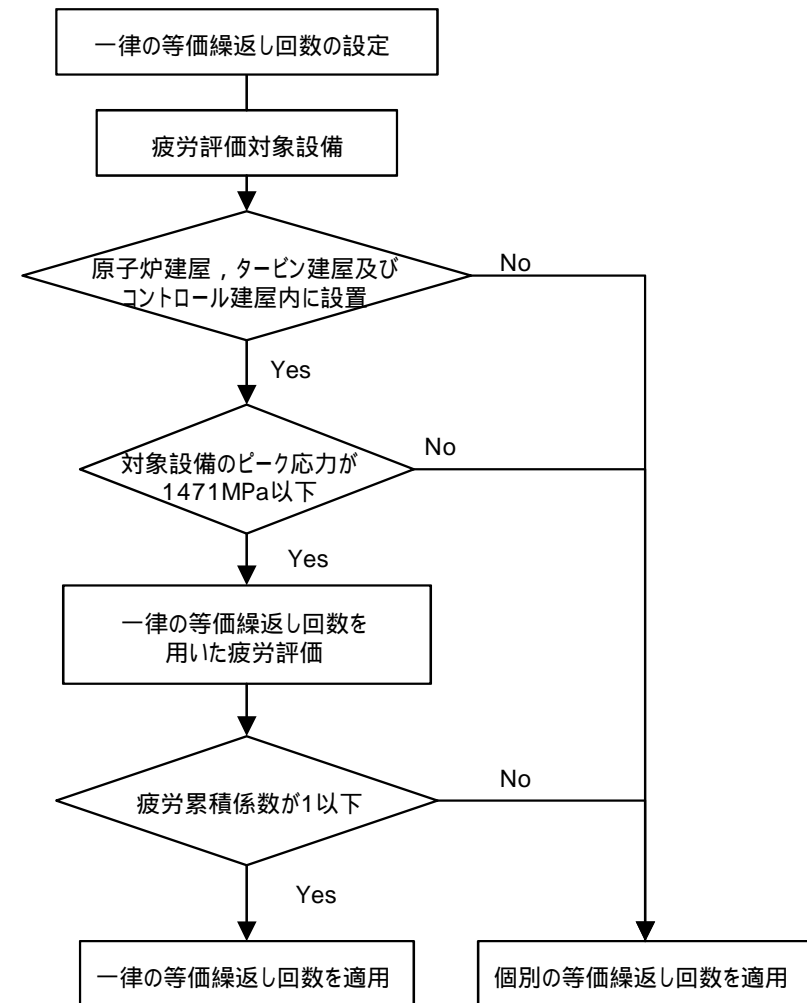 一律の等価繰返し回数の設定
疲労評価対象設備
原子炉建屋，タービン建屋及び
コントロール建屋内に設置
No
Yes
対象設備のピーク応力が
1471MPa以下
No
Yes
一律の等価繰返し回数を
用いた疲労評価
疲労累積係数が1以下
No
Yes
一律の等価繰返し回数を適用
個別の等価繰返し回数を適用